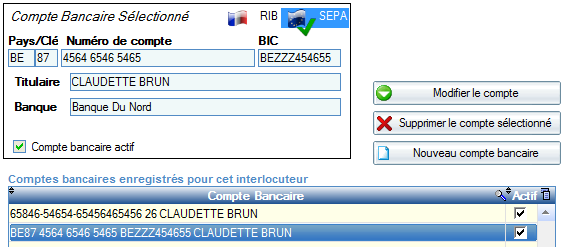 Compte Bancaire Sélectionné RIB SEPA
Pays/Clé Numéro de compte BIC
BE 87 4564 6546 5465 BEZZZ454655
Titulaire CLAUDETTE BRUN
Banque Banque Du Nord
Compte bancaire actif
Modifier le compte
Supprimer le compte sélectionné
Nouveau compte bancaire
Comptes bancaires enregistrés pour cet interlocuteur
Compte Bancaire Actif
65846-54654-65456465456 26 CLAUDETTE BRUN
BE87 4564 6546 5465 BEZZZ454655 CLAUDETTE BRUN